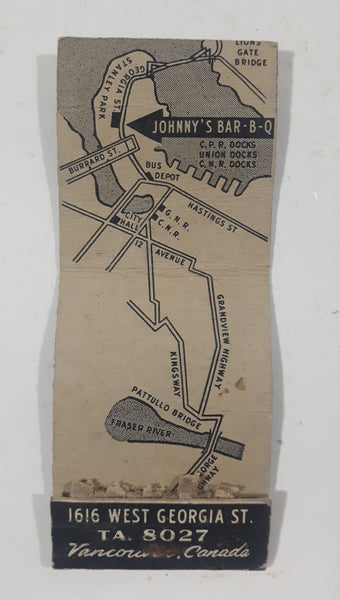 LIONS
GATE
BRIDGE
STANLEY PARK
GEORGIA ST.
JOHNNY'S BAR-B-Q
C.P.R. DOCKS
UNION DOCKS
C.N.R. DOCKS
BURRARD ST.
BUS
DEPOT
HASTINGS ST
G.N.R.
C.N.R.
CITY
HALL
12 AVENUE
GRANDVIEW HIGHWAY
KINGSWAY
PATTULLO BRIDGE
FRASER RIVER
1616 WEST GEORGIA ST.
TA. 8027
Vancouver, Canada